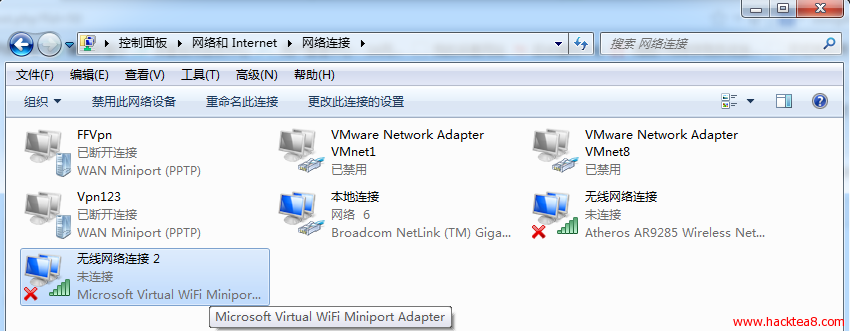 控制面板 ▸ 网络和 Internet ▸ 网络连接 ▸
搜索 网络连接
文件(F) 编辑(E) 查看(V) 工具(T) 高级(N) 帮助(H)
组织 禁用此网络设备 重命名此连接 更改此连接的设置
FFVpn
已断开连接
WAN Miniport (PPTP)
VMware Network Adapter
VMnet1
已禁用
VMware Network Adapter
VMnet8
已禁用
Vpn123
已断开连接
WAN Miniport (PPTP)
本地连接
网络 6
Broadcom NetLink (TM) Giga...
无线网络连接
未连接
Atheros AR9285 Wireless Net...
无线网络连接 2
未连接
Microsoft Virtual WiFi Minipor...
Microsoft Virtual WiFi Miniport Adapter
www.hacktea8.com